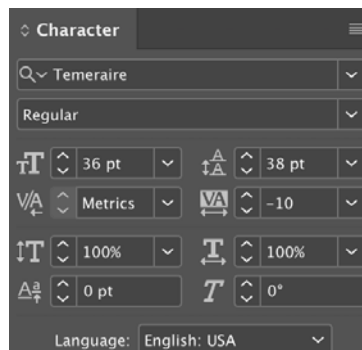 Character
Temeraire
Regular
36 pt 38 pt
Metrics -10
100% 100%
0 pt 0°
Language: English: USA